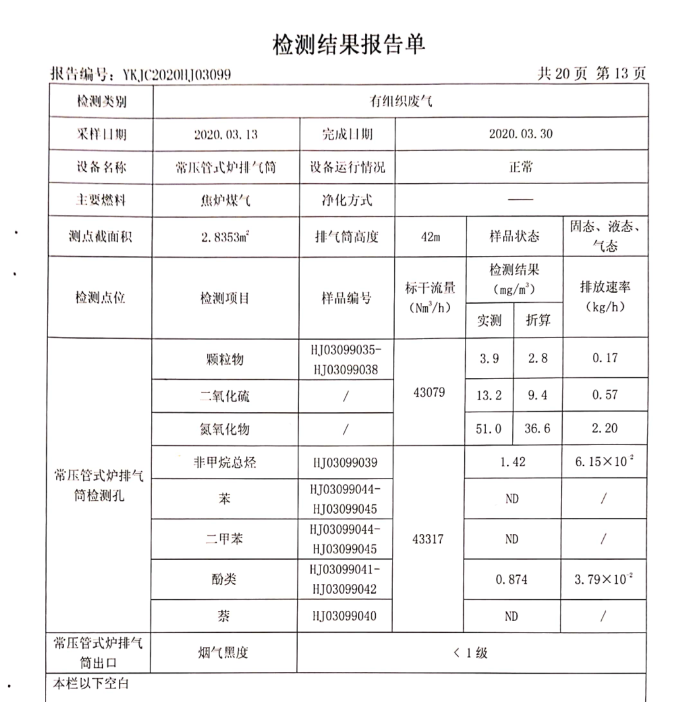 检测结果报告单
报告编号：YKJC2020HJ03099 共 20 页 第 13 页
检测类别 有组织废气
采样日期 2020.03.13 完成日期 2020.03.30
设备名称 常压管式炉排气筒 设备运行情况 正常
主要燃料 焦炉煤气 净化方式 ——
测点截面积 2.8353㎡ 排气筒高度 42m 样品状态 固态、液态、
气态
检测点位 检测项目 样品编号 标干流量
（Nm³/h） 检测结果
（mg/m³） 排放速率
（kg/h）
实测 折算
常压管式炉排气
筒检测孔
颗粒物 HJ03099035-
HJ03099038 43079 3.9 2.8 0.17
二氧化硫 / 13.2 9.4 0.57
氮氧化物 / 51.0 36.6 2.20
非甲烷总烃 HJ03099039 43317 1.42 6.15×10⁻²
苯 HJ03099044-
HJ03099045 ND /
二甲苯 HJ03099044-
HJ03099045 ND /
酚类 HJ03099041-
HJ03099042 0.874 3.79×10⁻²
萘 HJ03099040 ND /
常压管式炉排气
筒出口 烟气黑度 ＜1级
本栏以下空白